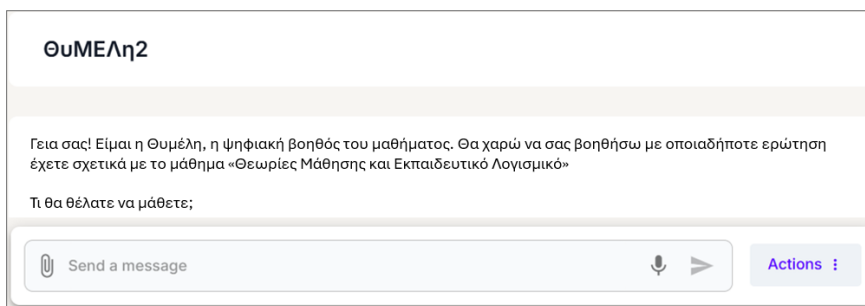 ΘυΜΕΛη2
Γεια σας! Είμαι η Θυμέλη, η ψηφιακή βοηθός του μαθήματος. Θα χαρώ να σας βοηθήσω με οποιαδήποτε ερώτηση
έχετε σχετικά με το μάθημα «Θεωρίες Μάθησης και Εκπαιδευτικό Λογισμικό»
Τι θα θέλατε να μάθετε;
Send a message
Actions